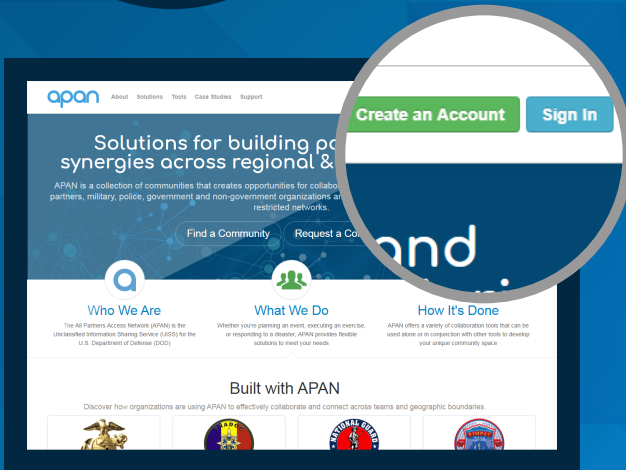 apan About Solutions Tools Case Studies Support
Create an Account Sign In
Solutions for building
synergies across regional &
and
APAN is a collection of communities that creates opportunities for
partners, military, police, government and non-government organizations
restricted networks.
Find a Community Request a
Who We Are
The All Partners Access Network (APAN) is the
Unclassified Information Sharing Service (UISS) for the
U.S. Department of Defense (DOD)
What We Do
Whether you're planning an event, executing an exercise,
or responding to a disaster, APAN provides flexible
solutions to meet your needs
How It's Done
APAN offers a variety of collaboration tools that can be
used alone or in conjunction with other tools to develop
your unique community space
Built with APAN
Discover how organizations are using APAN to effectively collaborate and connect across teams and geographic boundaries.
NATIONAL GUARD